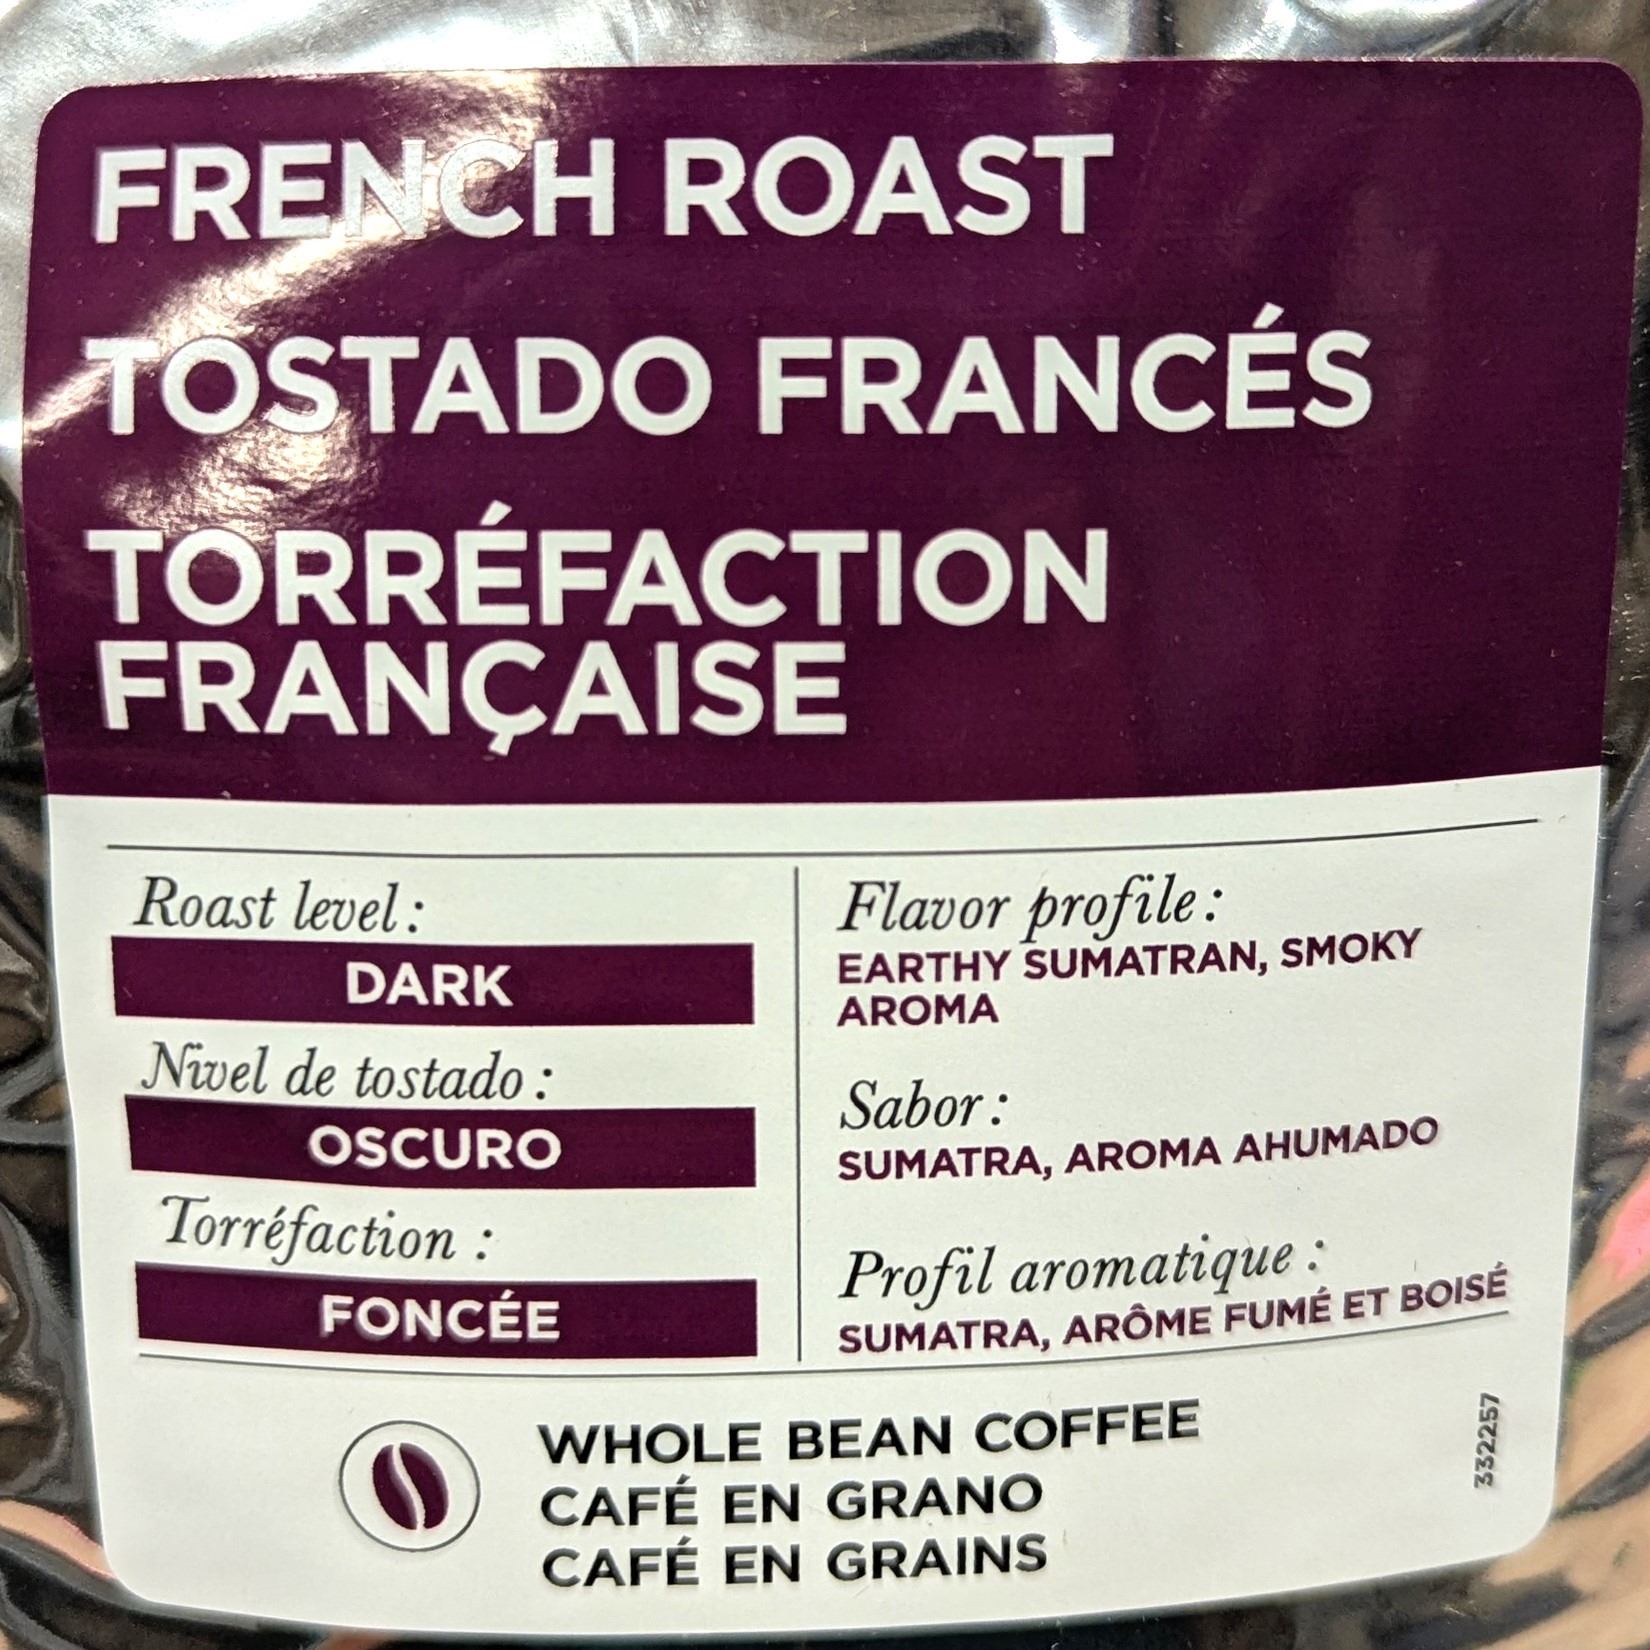 FRENCH ROAST
TOSTADO FRANCÉS
TORRÉFACTION
FRANÇAISE
Roast level:
DARK
Nivel de tostado:
OSCURO
Torréfaction :
FONCÉE
Flavor profile:
EARTHY SUMATRAN, SMOKY
AROMA
Sabor:
SUMATRA, AROMA AHUMADO
Profil aromatique :
SUMATRA, ARÔME FUMÉ ET BOISÉ
WHOLE BEAN COFFEE
CAFÉ EN GRANO
CAFÉ EN GRAINS
332257